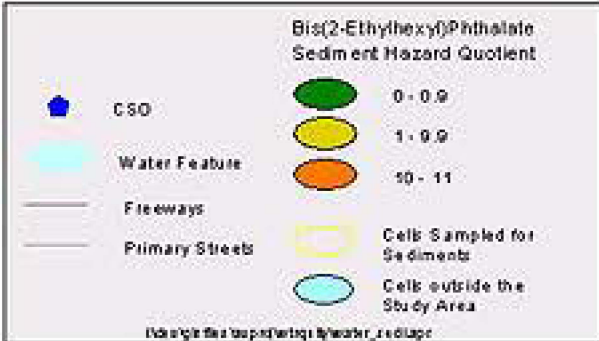 Bis(2-Ethylhexyl)Phthalate
Sediment Hazard Quotient
0 - 0.9
1 - 9.9
10 - 11
CSO
Water Feature
Freeways
Primary Streets
Cells Sampled for
Sediments
Cells outside the
Study Area